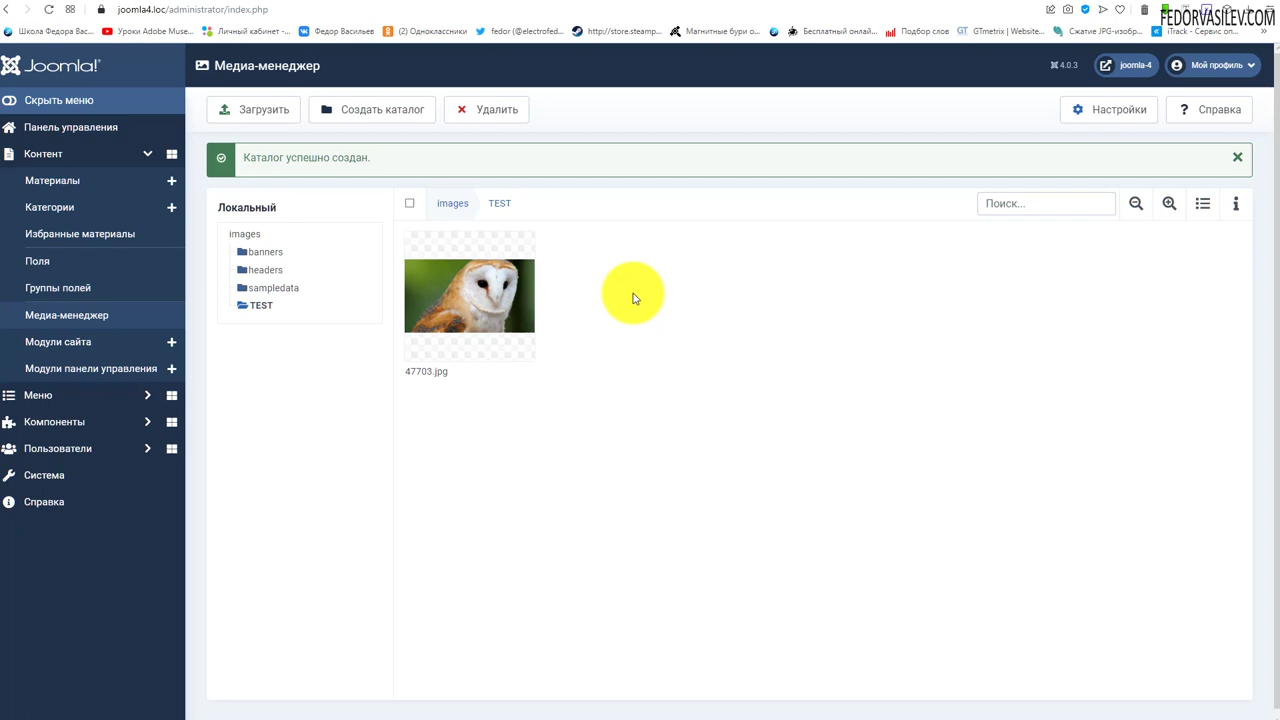 joomla4.loc/administrator/index.php
FEDORVASILEV.COM
Школа Федора Вас...
Уроки Adobe Muse...
Личный кабинет -...
Федор Васильев
(2) Одноклассники
fedor (@electrofed...
http://store.steamp...
Магнитные бури о...
Бесплатный онлай...
Подбор слов
GTmetrix | Website...
Сжатие JPG-изобр...
iTrack - Сервис оп...
Joomla!
Медиа-менеджер
4.0.3
joomla-4
Мой профиль
Скрыть меню
Загрузить
Создать каталог
Удалить
Настройки
Справка
Панель управления
Контент
Каталог успешно создан.
Материалы
Категории
Избранные материалы
Поля
Группы полей
Медиа-менеджер
Модули сайта
Модули панели управления
Меню
Компоненты
Пользователи
Система
Справка
Локальный
images
banners
headers
sampledata
TEST
images
TEST
Поиск...
47703.jpg